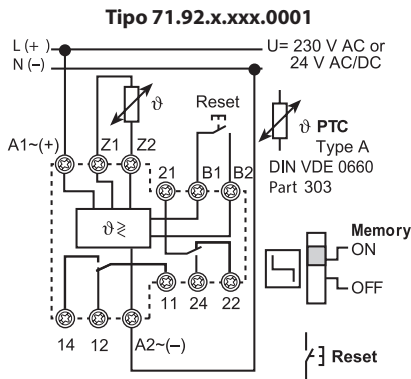 Tipo 71.92.x.xxx.0001
L (+)
U= 230 V AC or
N (–)
24 V AC/DC
ϑ
Reset
ϑ PTC
Type A
DIN VDE 0660
Part 303
A1~(+) Z1 Z2
21 B1 B2
ϑ≷
Memory
ON
OFF
11 24 22
14 12 A2~(–)
Reset